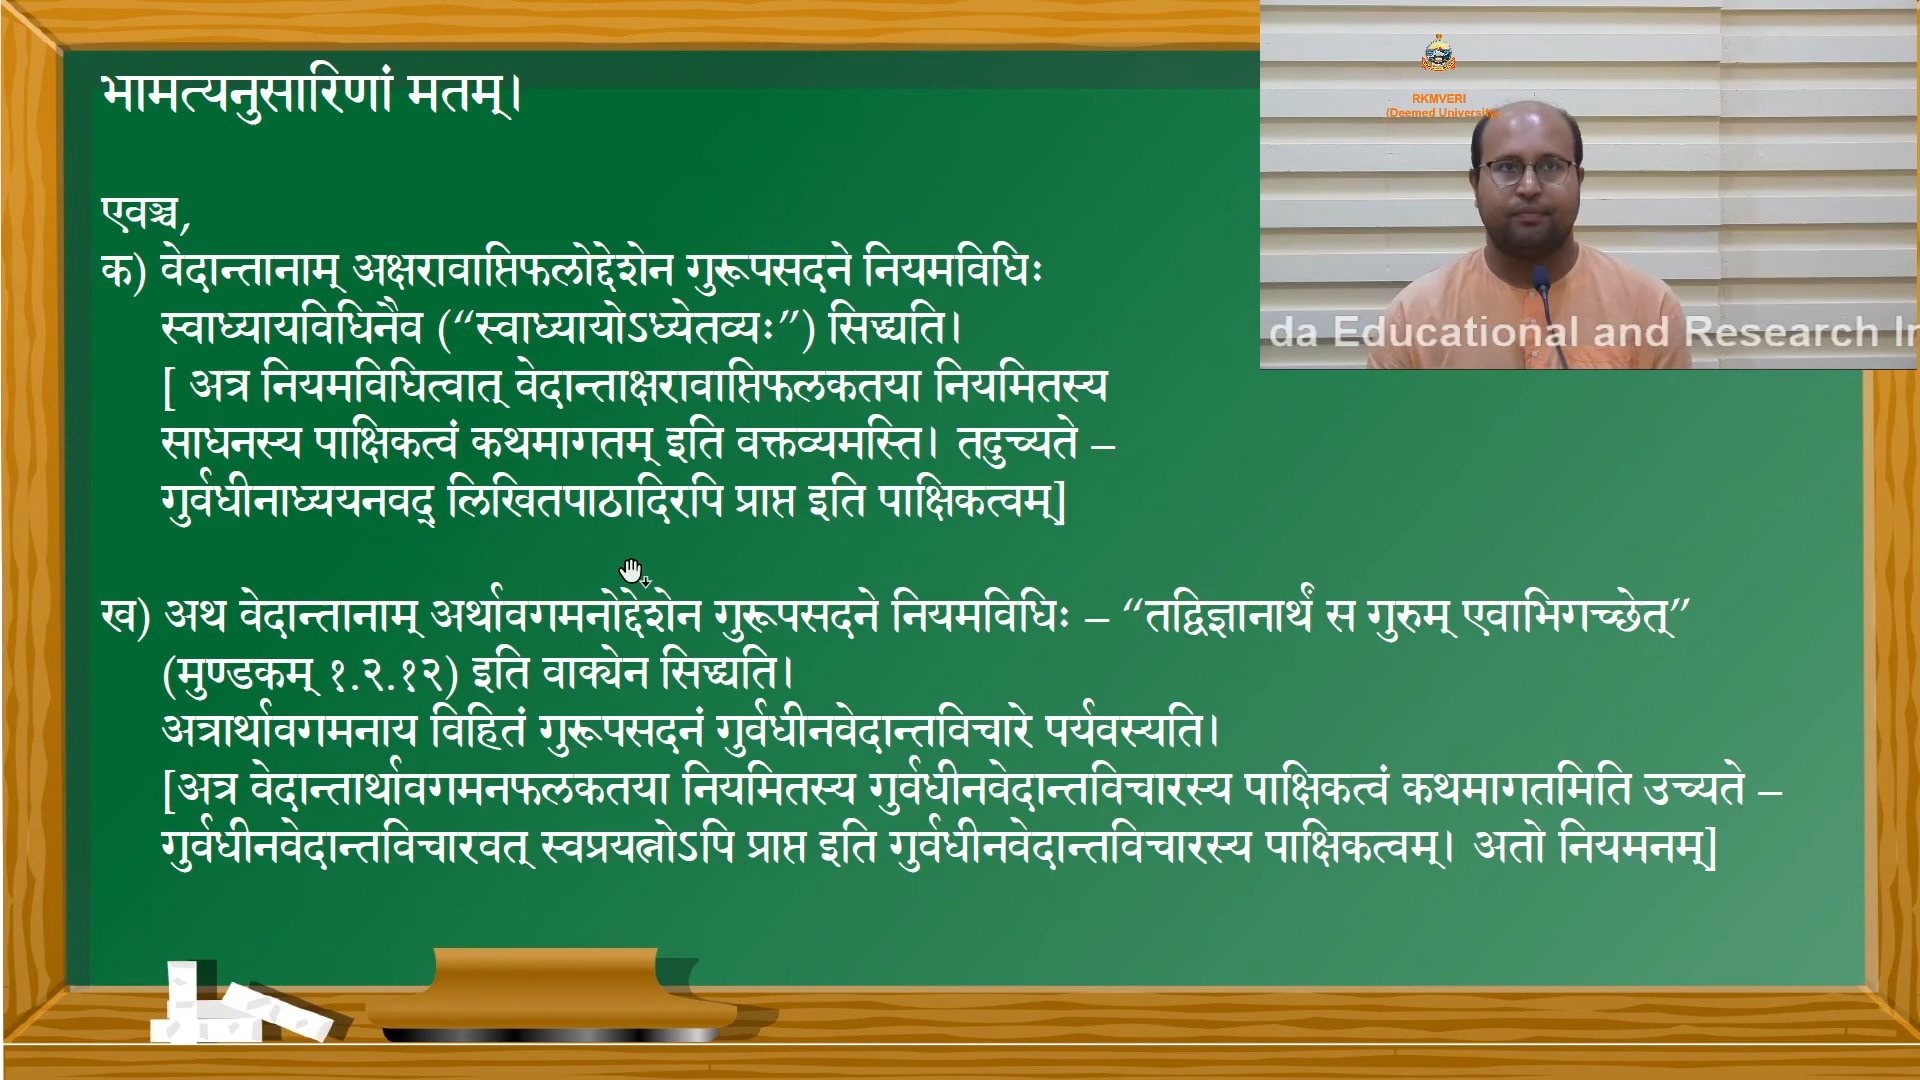 भामत्यनुसारिणां मतम्।
एवञ्च,
क) वेदान्तानाम् अक्षरावाप्तिफलोद्देशेन गुरूपसदने नियमविधिः
स्वाध्यायविधिनैव (“स्वाध्यायोऽध्येतव्यः”) सिद्ध्यति।
[ अत्र नियमविधित्वात् वेदान्ताक्षरावाप्तिफलकतया नियमितस्य
साधनस्य पाक्षिकत्वं कथमागतम् इति वक्तव्यमस्ति। तदुच्यते –
गुर्वधीनाध्ययनवद् लिखितपाठादिरपि प्राप्त इति पाक्षिकत्वम्]
ख) अथ वेदान्तानाम् अर्थावगमनोद्देशेन गुरूपसदने नियमविधिः – “तद्विज्ञानार्थं स गुरुम् एवाभिगच्छेत्”
(मुण्डकम् १.२.१२) इति वाक्येन सिद्ध्यति।
अत्रार्थावगमनाय विहितं गुरूपसदनं गुर्वधीनवेदान्तविचारे पर्यवस्यति।
[अत्र वेदान्तार्थावगमनफलकतया नियमितस्य गुर्वधीनवेदान्तविचारस्य पाक्षिकत्वं कथमागतमिति उच्यते –
गुर्वधीनवेदान्तविचारवत् स्वप्रयत्नोऽपि प्राप्त इति गुर्वधीनवेदान्तविचारस्य पाक्षिकत्वम्। अतो नियमनम्]
RKMVERI
(Deemed University)
da Educational and Research In